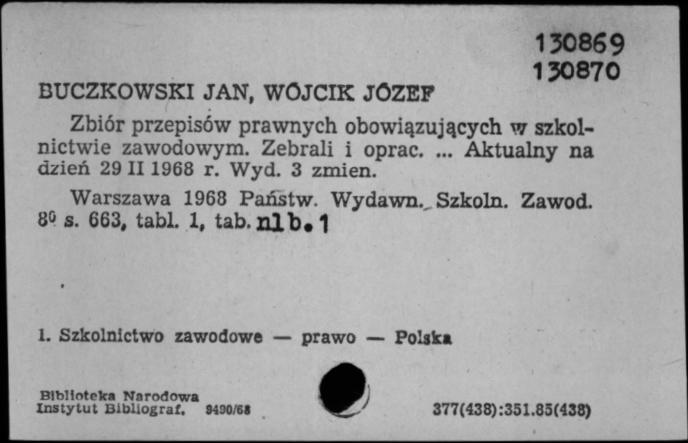 130869
130870
BUCZKOWSKI JAN, WÓJCIK JÓZEF
Zbiór przepisów prawnych obowiązujących w szkol-
nictwie zawodowym. Zebrali i oprac. ... Aktualny na
dzień 29 II 1968 r. Wyd. 3 zmien.
Warszawa 1968 Państw. Wydawn. Szkoln. Zawod.
8⁰ s. 663, tabl. 1, tab. nlb. 1
1. Szkolnictwo zawodowe — prawo — Polska
Biblioteka Narodowa
Instytut Bibliograf. 9490/68
377(438):351.85(438)